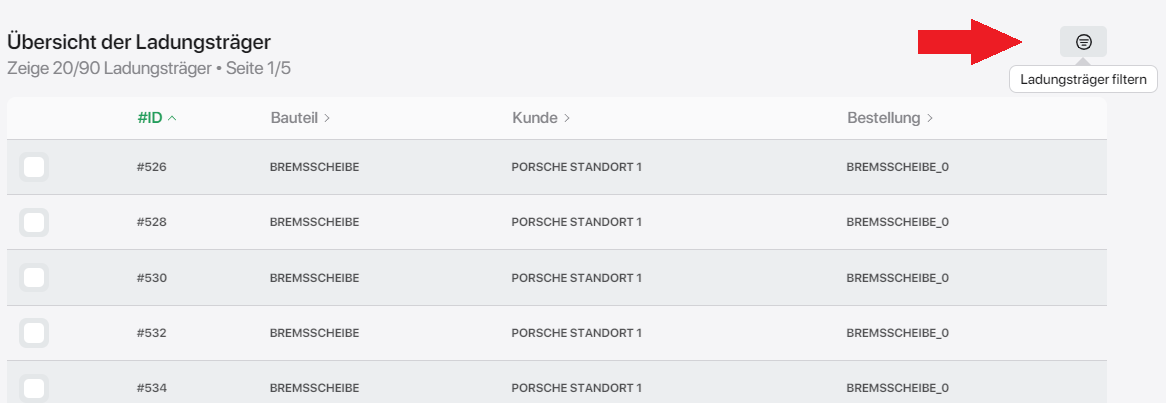 Übersicht der Ladungsträger
Zeige 20/90 Ladungsträger • Seite 1/5
Ladungsträger filtern
#ID Bauteil Kunde Bestellung
#526 BREMSSCHEIBE PORSCHE STANDORT 1 BREMSSCHEIBE_0
#528 BREMSSCHEIBE PORSCHE STANDORT 1 BREMSSCHEIBE_0
#530 BREMSSCHEIBE PORSCHE STANDORT 1 BREMSSCHEIBE_0
#532 BREMSSCHEIBE PORSCHE STANDORT 1 BREMSSCHEIBE_0
#534 BREMSSCHEIBE PORSCHE STANDORT 1 BREMSSCHEIBE_0